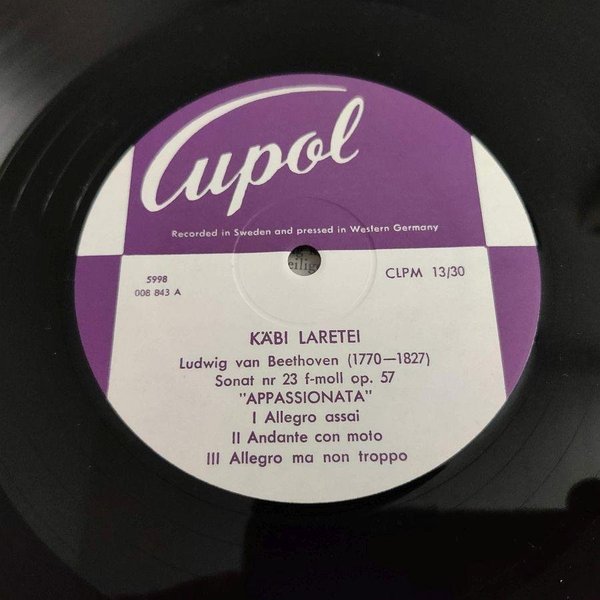 Cupol
Recorded in Sweden and pressed in Western Germany
eilig
5998
CLPM 13/30
008 843 A
KÄBI LARETEI
Ludwig van Beethoven (1770—1827)
Sonat nr 23 f-moll op. 57
"APPASSIONATA"
I Allegro assai
II Andante con moto
III Allegro ma non troppo